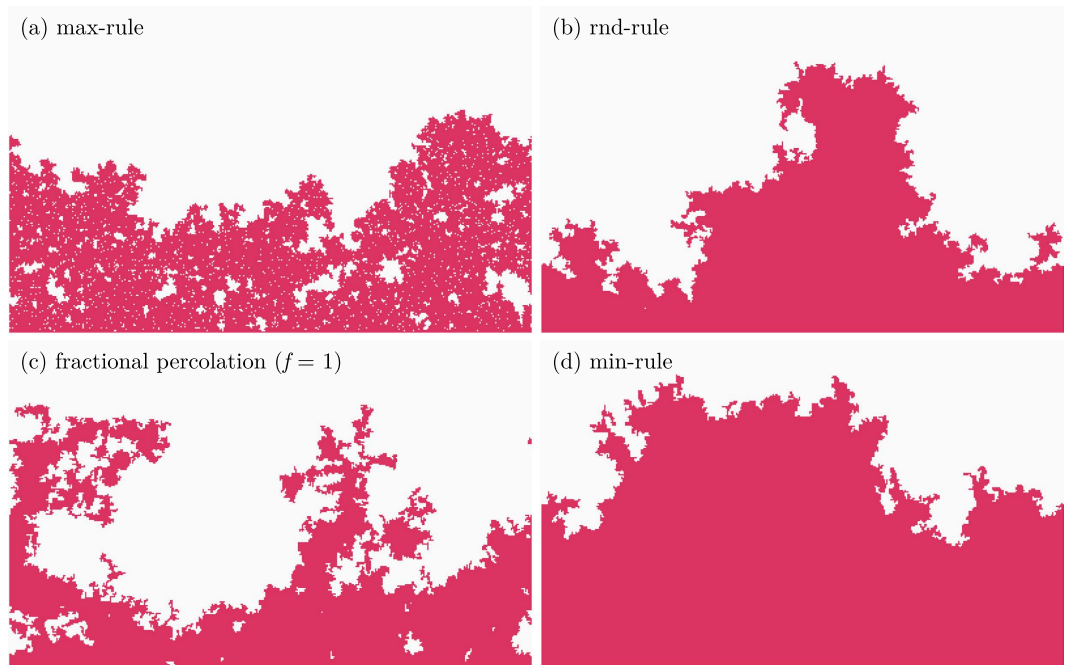 (a) max-rule
(b) rnd-rule
(c) fractional percolation (f = 1)
(d) min-rule